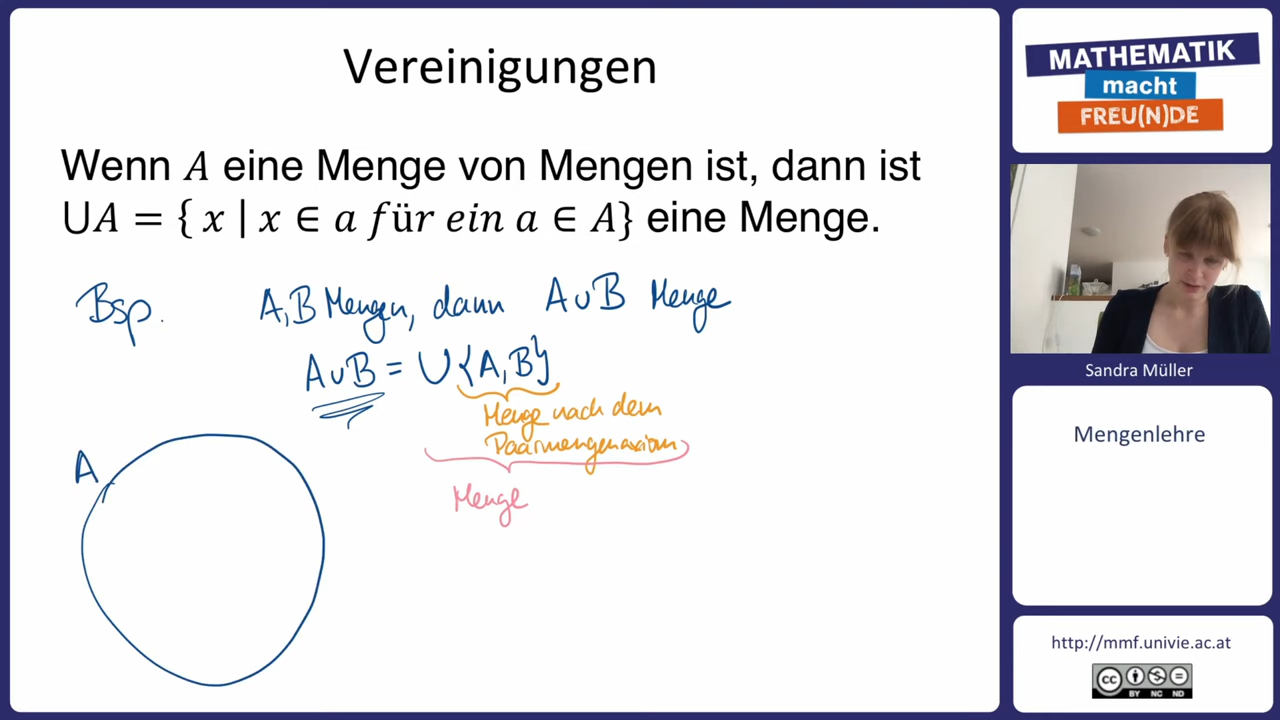 Vereinigungen
Wenn A eine Menge von Mengen ist, dann ist
∪A = { x | x ∈ a für ein a ∈ A} eine Menge.
Bsp. A,B Mengen, dann A∪B Menge
A∪B = ∪{A,B}
Menge nach dem
Paarmengenaxiom
Menge
A
MATHEMATIK
macht
FREU(N)DE
Sandra Müller
Mengenlehre
http://mmf.univie.ac.at
cc
BY NC ND